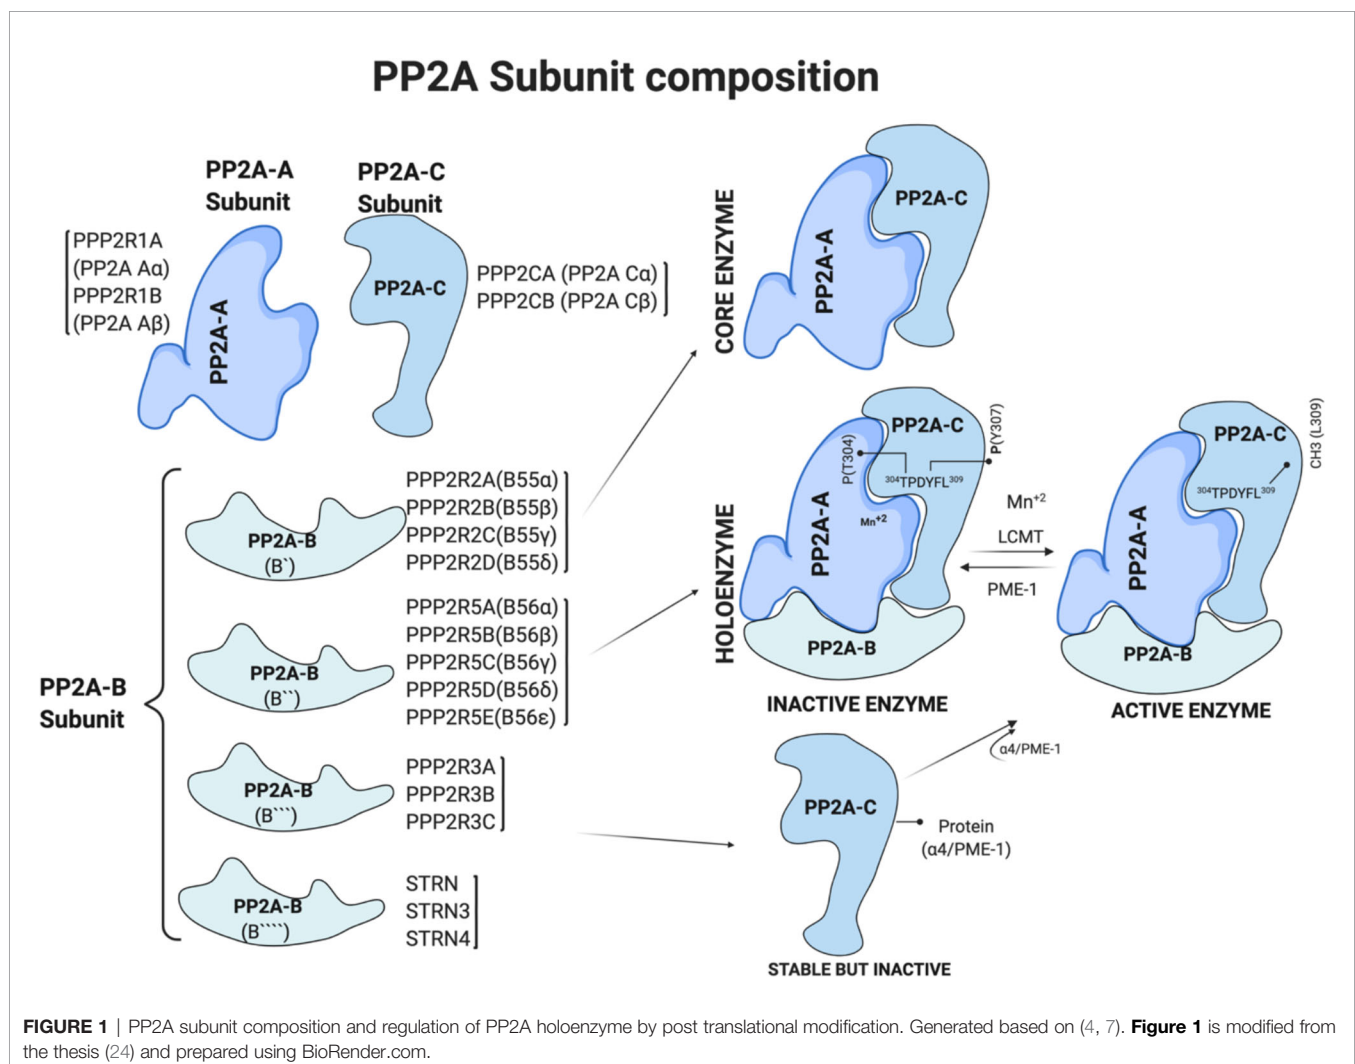 PP2A Subunit composition
PP2A-A
Subunit
PPP2R1A
(PP2A Aα)
PPP2R1B
(PP2A Aβ)
PP2A-A
PP2A-C
Subunit
PP2A-C
PPP2CA (PP2A Cα)
PPP2CB (PP2A Cβ)
PP2A-B
Subunit
PP2A-B
(B`)
PPP2R2A(B55α)
PPP2R2B(B55β)
PPP2R2C(B55γ)
PPP2R2D(B55δ)
PP2A-B
(B``)
PPP2R5A(B56α)
PPP2R5B(B56β)
PPP2R5C(B56γ)
PPP2R5D(B56δ)
PPP2R5E(B56ε)
PP2A-B
(B```)
PPP2R3A
PPP2R3B
PPP2R3C
PP2A-B
(B````)
STRN
STRN3
STRN4
CORE ENZYME
PP2A-A
PP2A-C
HOLOENZYME
PP2A-C
P(T304)
P(Y307)
³⁰⁴TPDYFL³⁰⁹
PP2A-A
Mn⁺²
PP2A-B
INACTIVE ENZYME
Mn⁺²
LCMT
PME-1
PP2A-C
CH3 (L309)
³⁰⁴TPDYFL³⁰⁹
PP2A-A
PP2A-B
ACTIVE ENZYME
α4/PME-1
PP2A-C
Protein
(α4/PME-1)
STABLE BUT INACTIVE
FIGURE 1 | PP2A subunit composition and regulation of PP2A holoenzyme by post translational modification. Generated based on (4, 7). Figure 1 is modified from
the thesis (24) and prepared using BioRender.com.